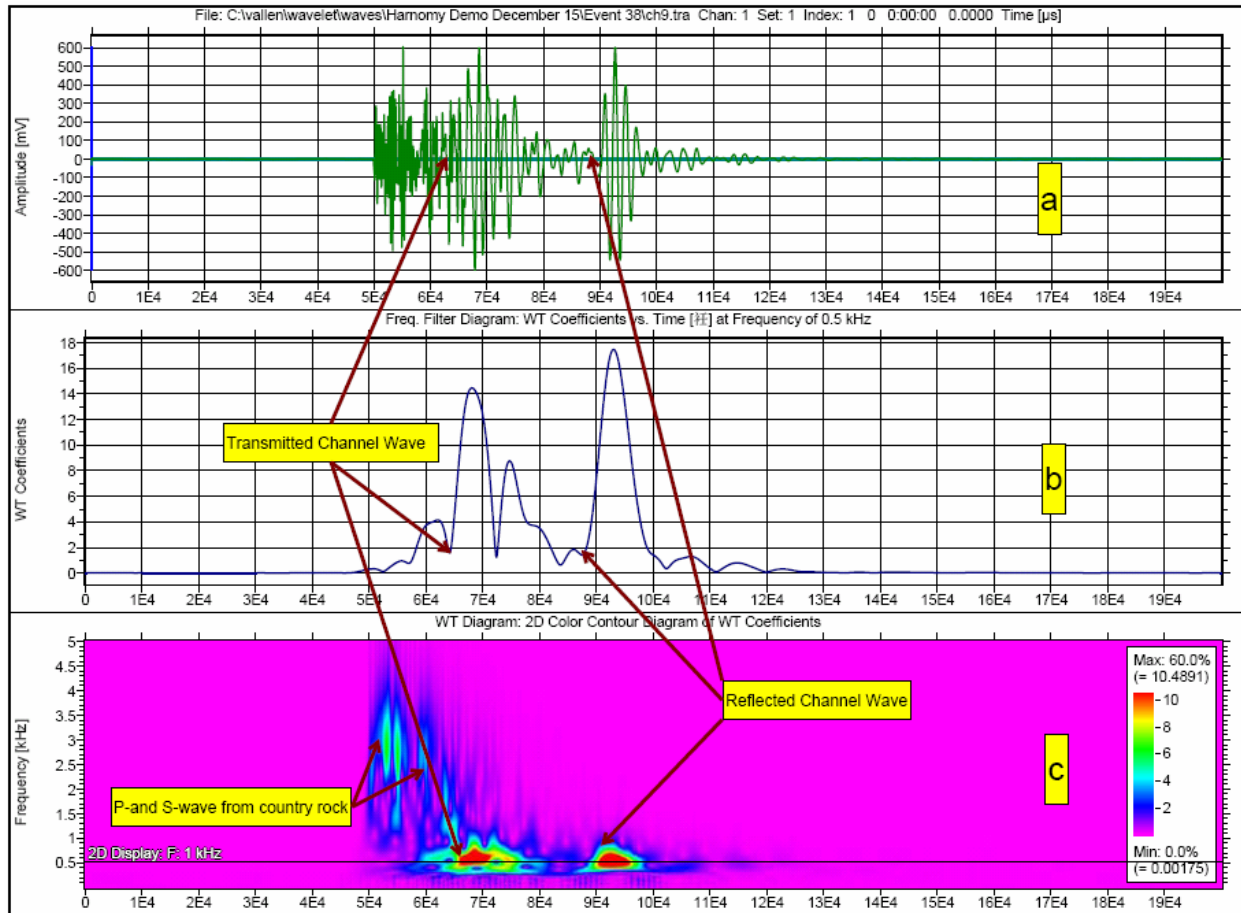 File: C:\vallen\wavelet\waves\Harnomy Demo December 15\Event 38\ch9.tra Chan: 1 Set: 1 Index: 1 0 0:00:00 0.0000 Time [µs]
Amplitude [mV]
600
500
400
300
200
100
0
-100
-200
-300
-400
-500
-600
a
0 1E4 2E4 3E4 4E4 5E4 6E4 7E4 8E4 9E4 10E4 11E4 12E4 13E4 14E4 15E4 16E4 17E4 18E4 19E4
Freq. Filter Diagram: WT Coefficients vs. Time [祄] at Frequency of 0.5 kHz
WT Coefficients
18
16
14
12
10
8
6
4
2
0
Transmitted Channel Wave
b
0 1E4 2E4 3E4 4E4 5E4 6E4 7E4 8E4 9E4 10E4 11E4 12E4 13E4 14E4 15E4 16E4 17E4 18E4 19E4
WT Diagram: 2D Color Contour Diagram of WT Coefficients
Frequency [kHz]
5
4.5
4
3.5
3
2.5
2
1.5
1
0.5
Reflected Channel Wave
P-and S-wave from country rock
2D Display: F: 1 kHz
c
Max: 60.0%
(= 10.4891)
10
8
6
4
2
Min: 0.0%
(= 0.00175)
0 1E4 2E4 3E4 4E4 5E4 6E4 7E4 8E4 9E4 10E4 11E4 12E4 13E4 14E4 15E4 16E4 17E4 18E4 19E4